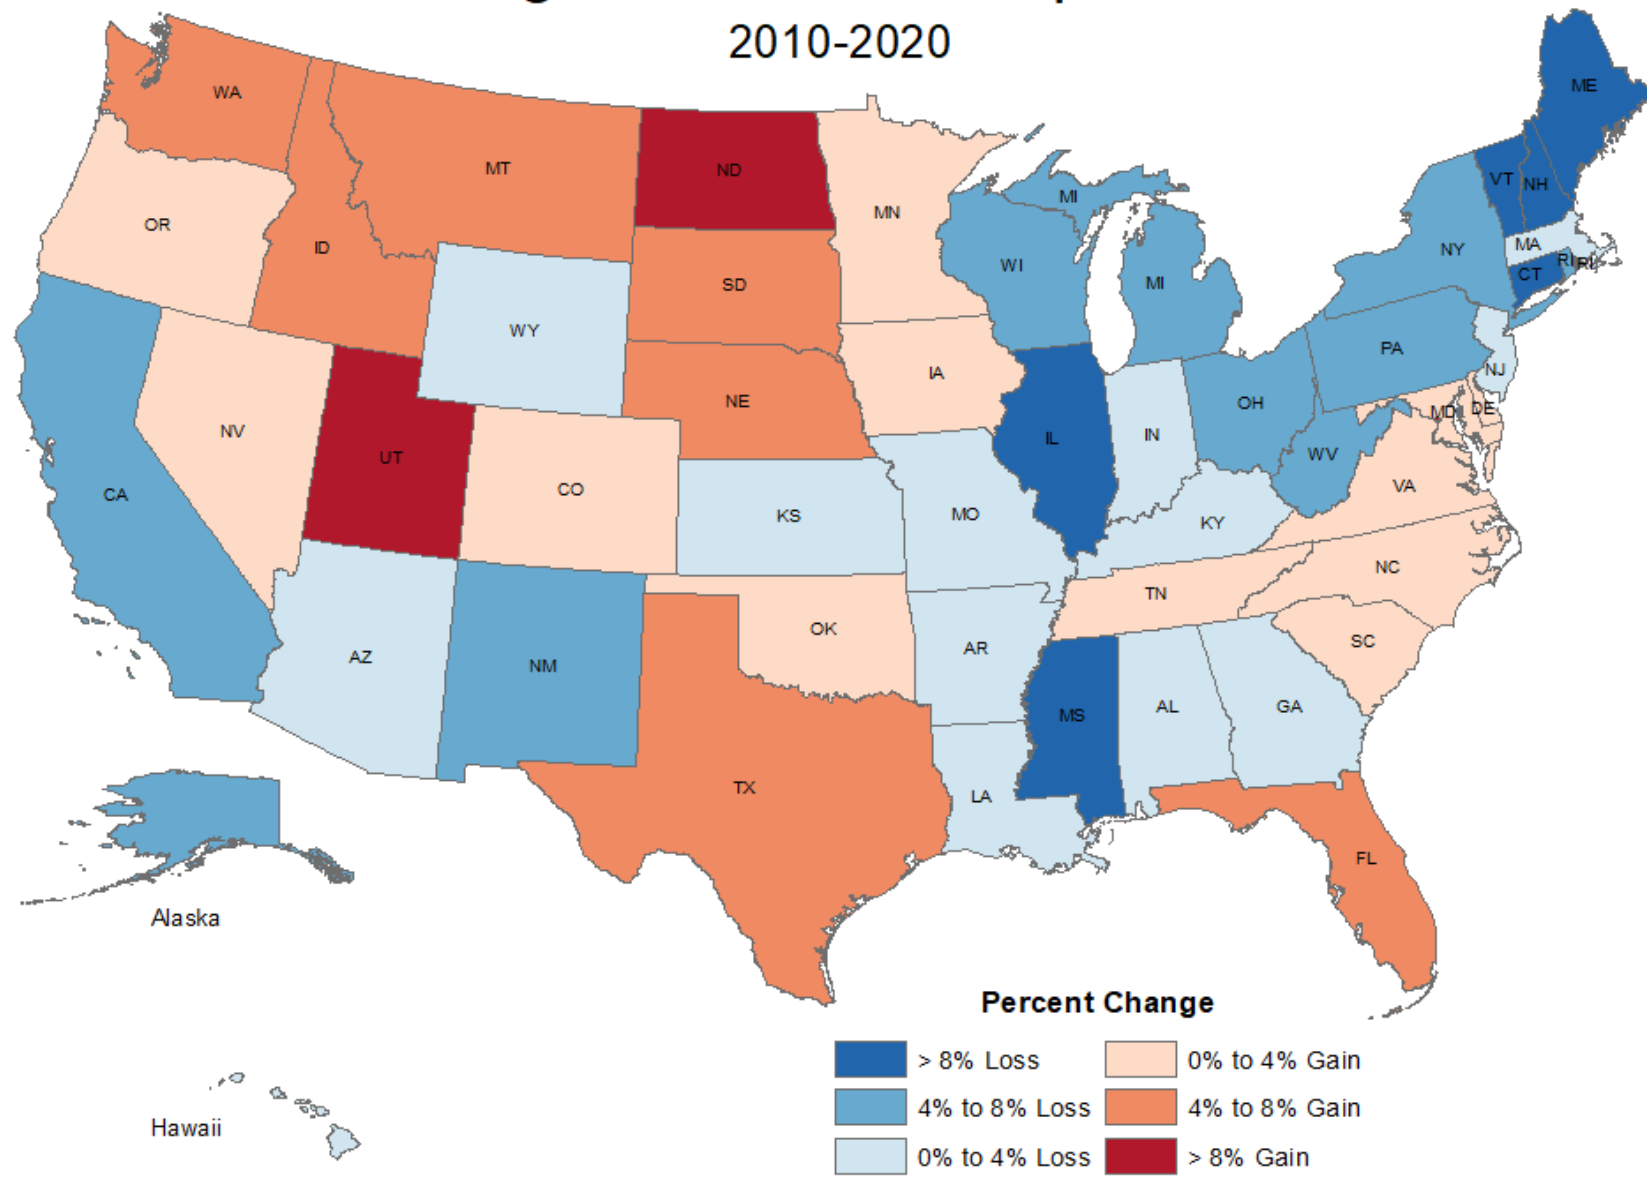 2010-2020
WA
ME
MT
ND
VT
NH
MI
MN
OR
ID
NY
MA
WI
RI
RI
CT
MI
SD
WY
PA
NJ
IA
NE
OH
MD
DE
NV
IL
IN
UT
WV
CO
VA
CA
KS
MO
KY
NC
TN
OK
SC
AR
AZ
NM
MS
AL
GA
TX
LA
FL
Alaska
Hawaii
Percent Change
> 8% Loss
4% to 8% Loss
0% to 4% Loss
0% to 4% Gain
4% to 8% Gain
> 8% Gain